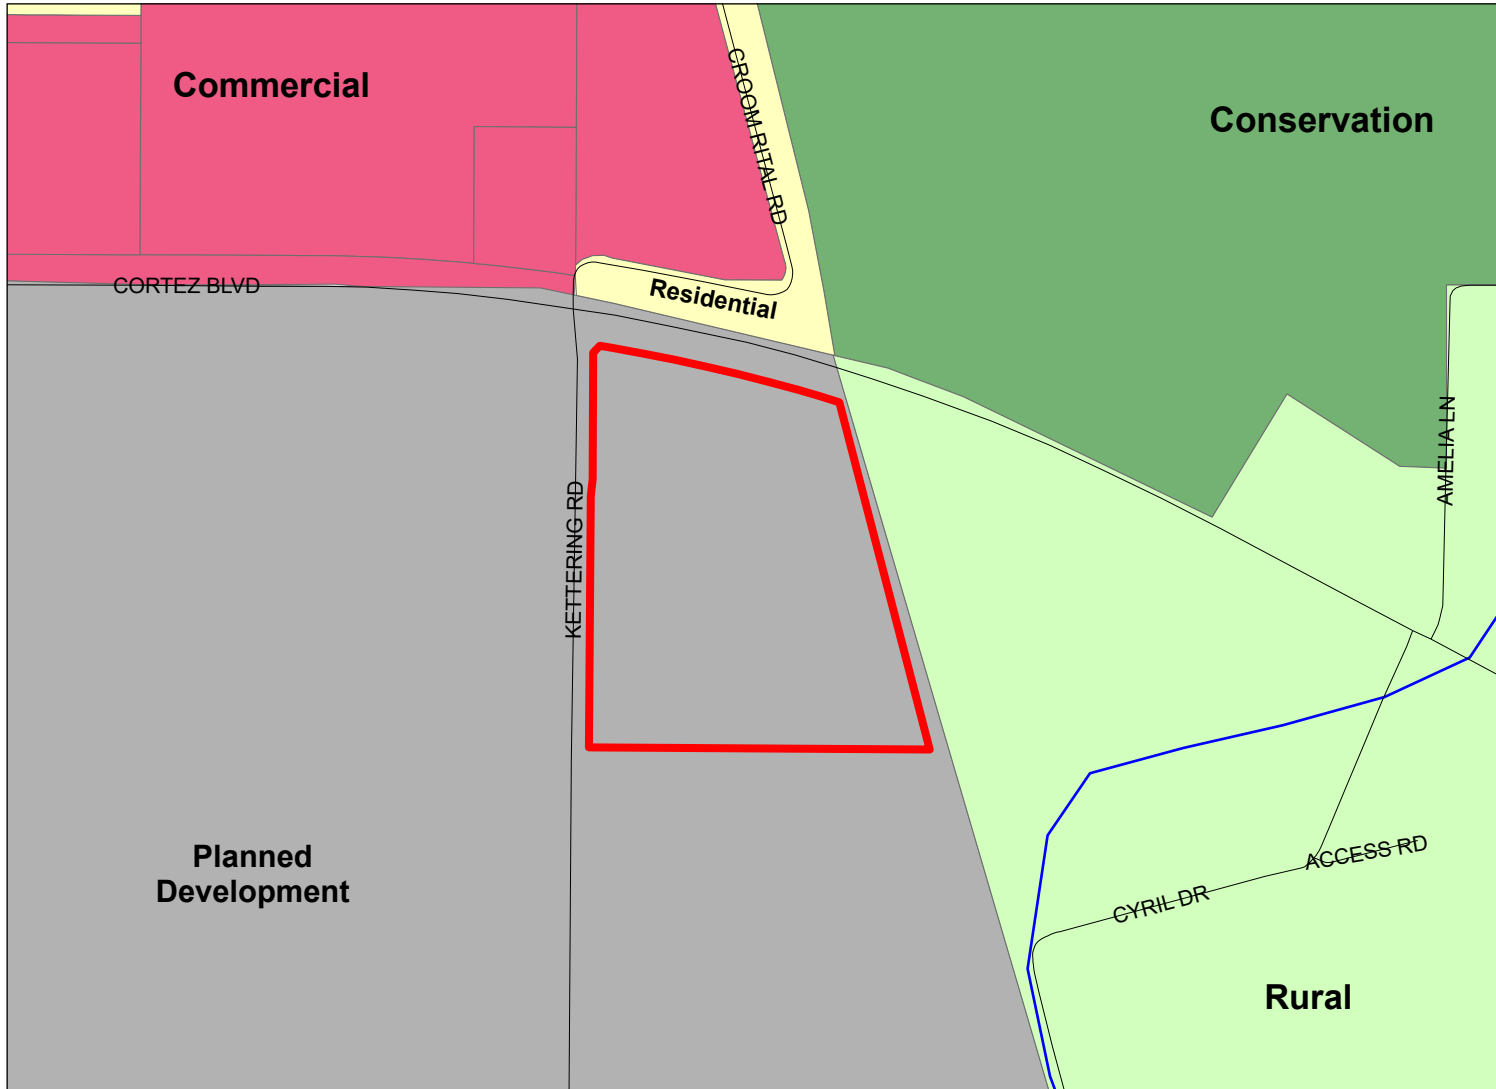 Commercial
CROOM RITAL RD
Conservation
CORTEZ BLVD
Residential
AMELIA LN
KETTERING RD
Planned
Development
ACCESS RD
CYRIL DR
Rural